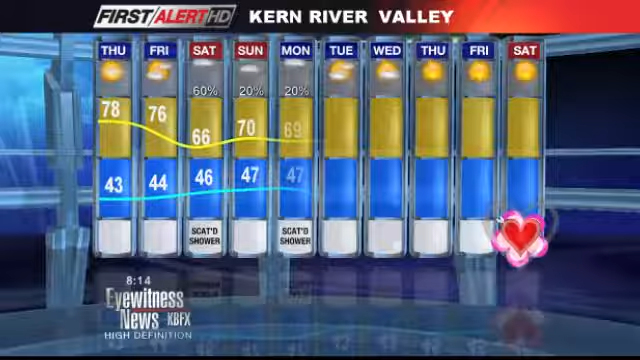 FIRST ALERT HD KERN RIVER VALLEY
THU FRI SAT SUN MON TUE WED THU FRI SAT
60% 20% 20%
78 76 66 70 69
43 44 46 47 47
SCAT'D SHOWER SCAT'D SHOWER
8:14
Eyewitness
News KBFX
HIGH DEFINITION